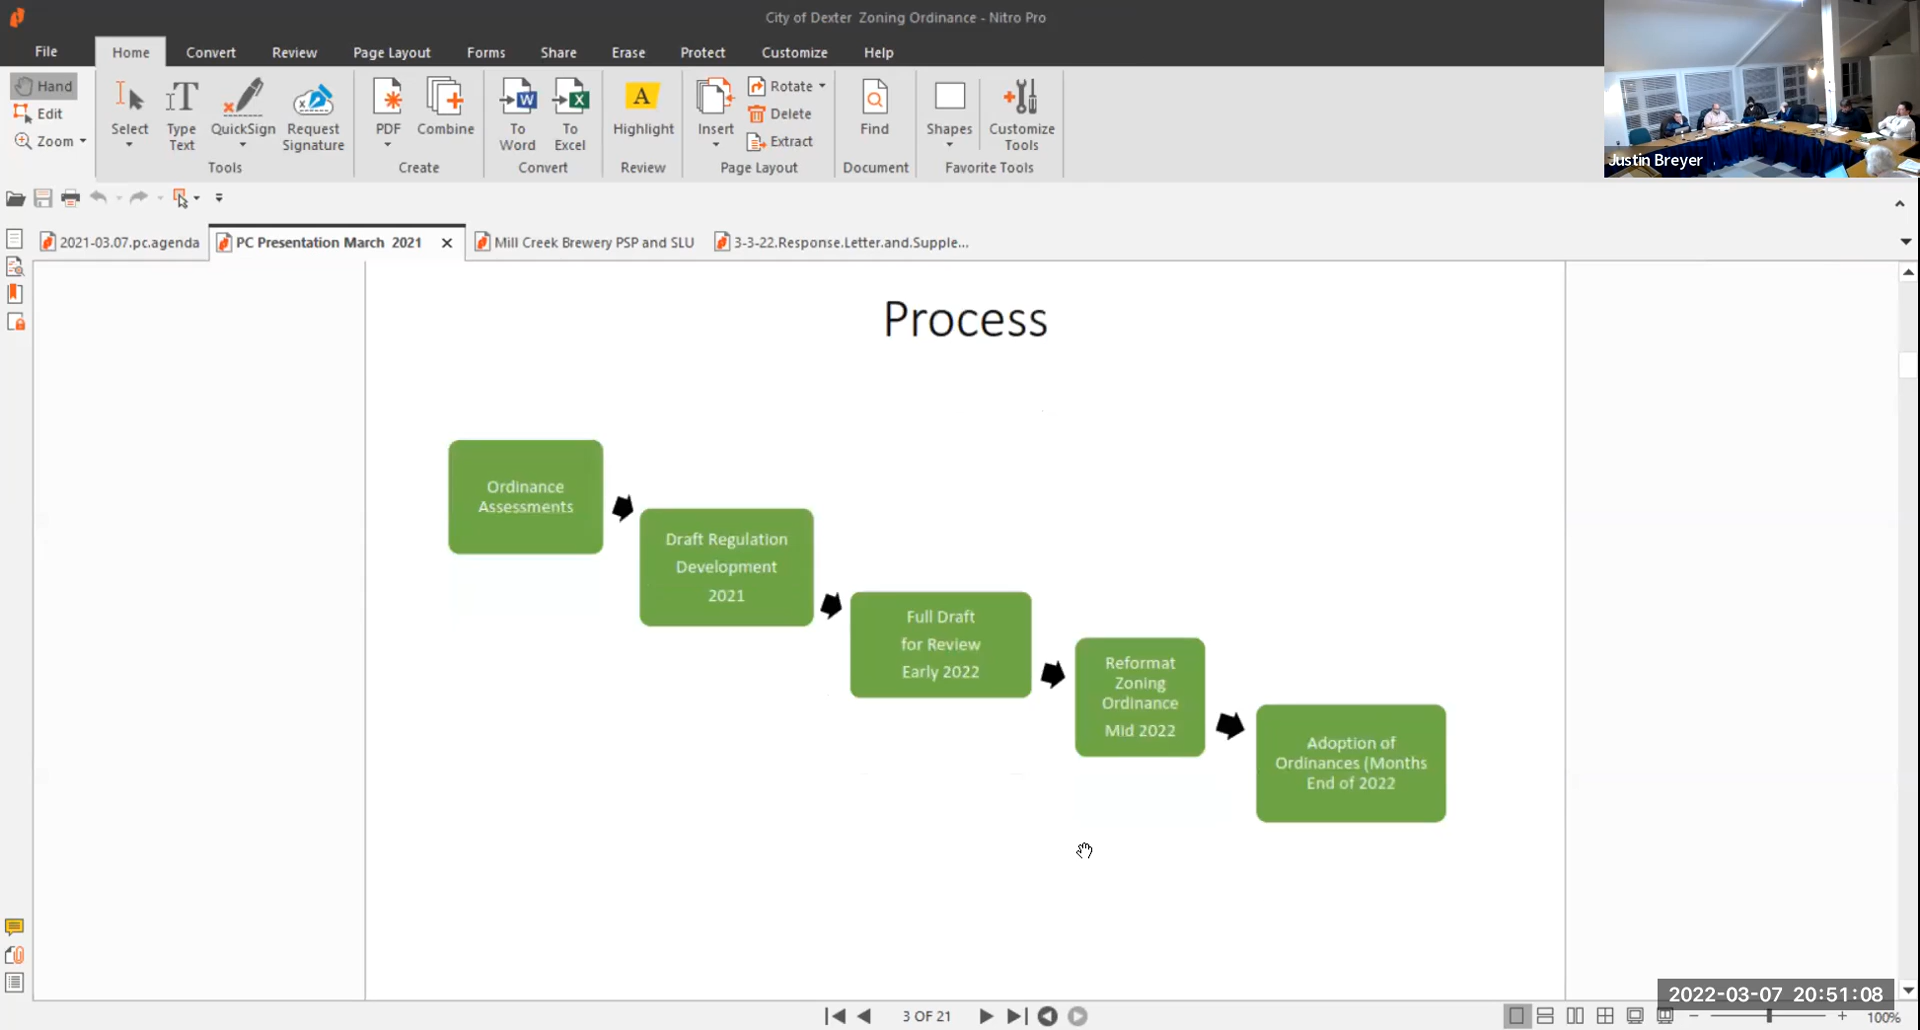 City of Dexter Zoning Ordinance - Nitro Pro
File Home Convert Review Page Layout Forms Share Erase Protect Customize Help
Hand
Edit
Zoom
Select
Type
Text
QuickSign
Request
Signature
Tools
PDF
Combine
Create
To
Word
To
Excel
Convert
A
Highlight
Review
Insert
Rotate
Delete
Extract
Page Layout
Find
Document
Shapes
Customize
Tools
Favorite Tools
Justin Breyer
2021-03.07.pc.agenda
PC Presentation March 2021
Mill Creek Brewery PSP and SLU
3-3-22.Response.Letter.and.Supple...
Process
Ordinance
Assessments
Draft Regulation
Development
2021
Full Draft
for Review
Early 2022
Reformat
Zoning
Ordinance
Mid 2022
Adoption of
Ordinances (Months
End of 2022
2022-03-07 20:51:08
3 OF 21
100%